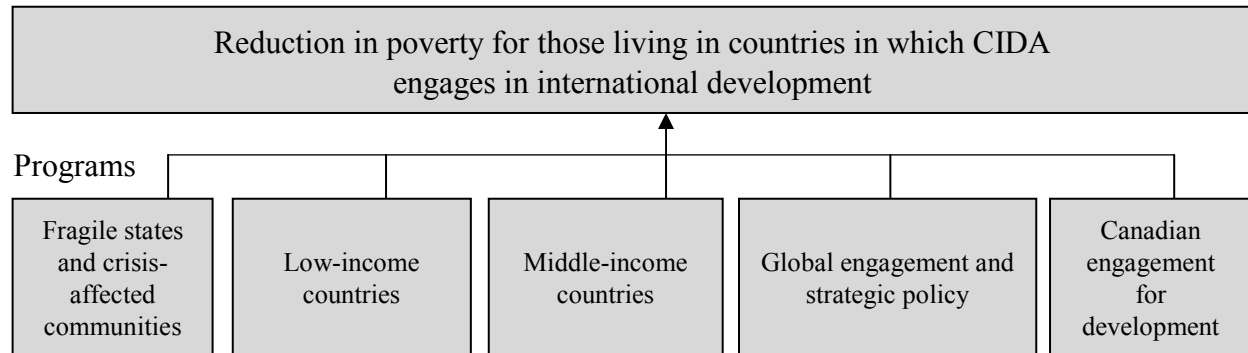 Reduction in poverty for those living in countries in which CIDA
engages in international development
Programs
Fragile states
and crisis-
affected
communities
Low-income
countries
Middle-income
countries
Global engagement and
strategic policy
Canadian
engagement
for
development